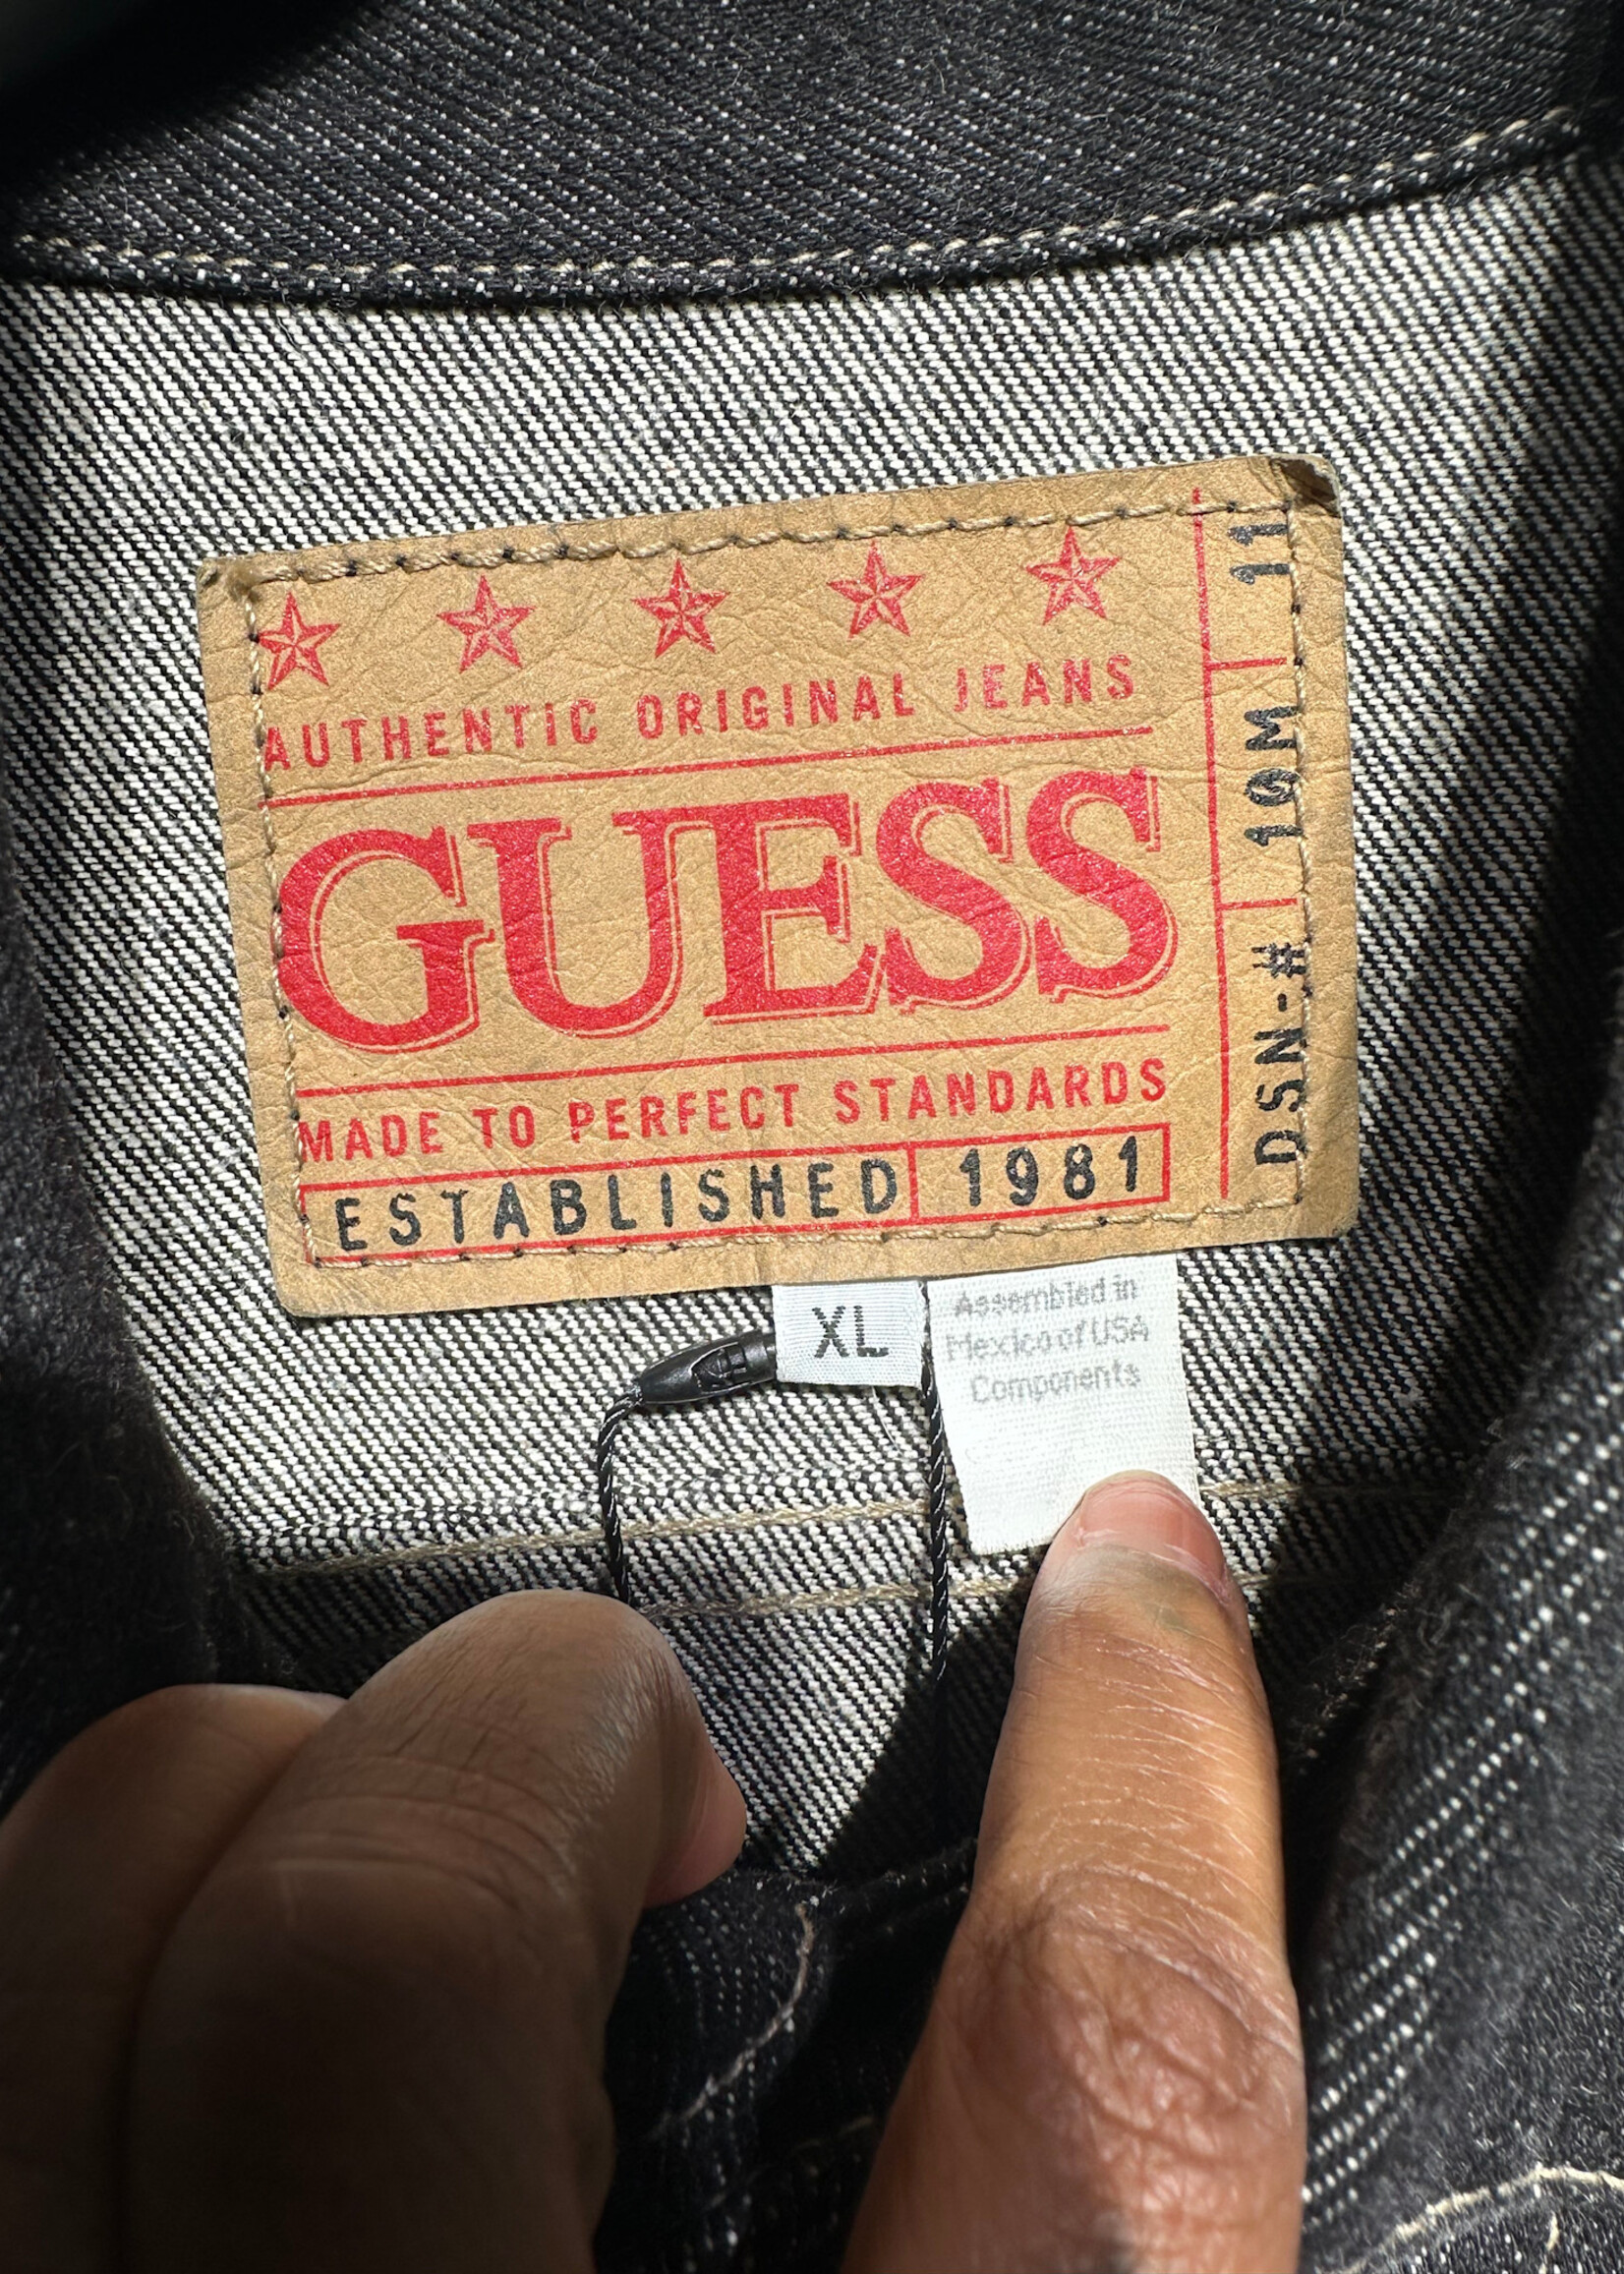 AUTHENTIC ORIGINAL JEANS
GUESS
MADE TO PERFECT STANDARDS
ESTABLISHED 1981
DSN-# 10M 11
XL
Assembled in
Mexico of USA
Components